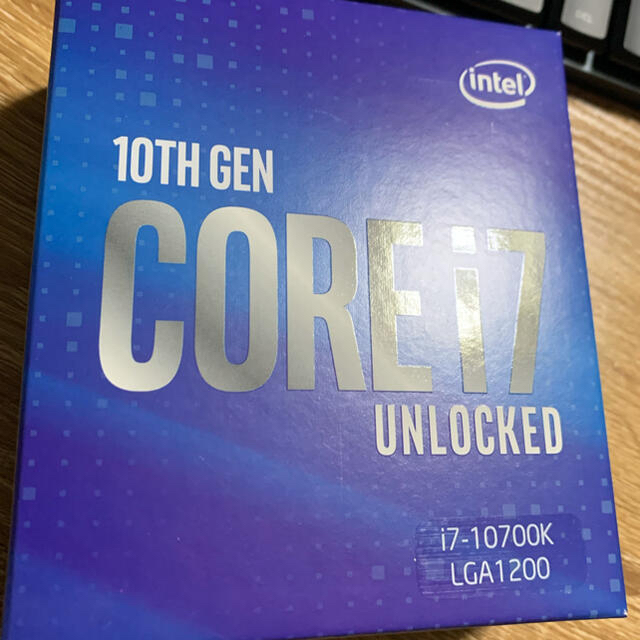 intel
10TH GEN
CORE i7
UNLOCKED
i7-10700K
LGA1200